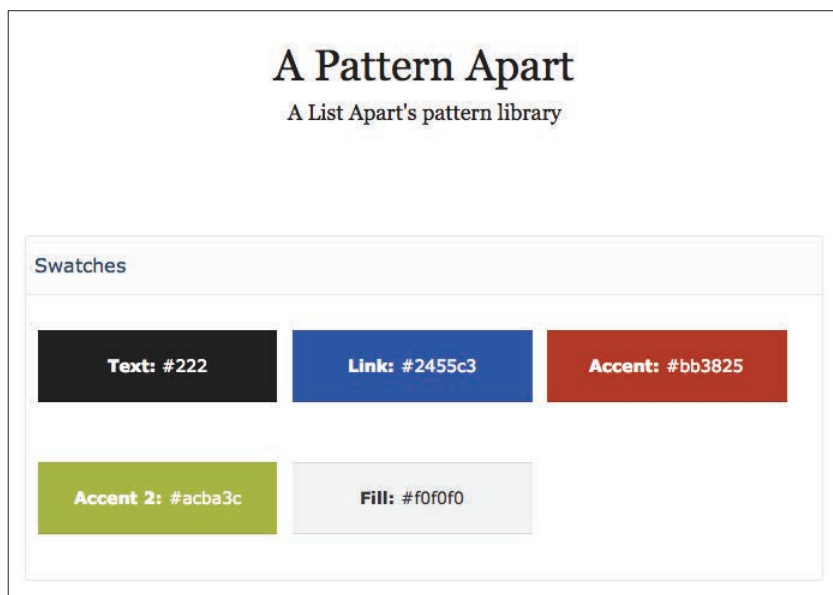 A Pattern Apart
A List Apart's pattern library
Swatches
Text: #222
Link: #2455c3
Accent: #bb3825
Accent 2: #acba3c
Fill: #f0f0f0